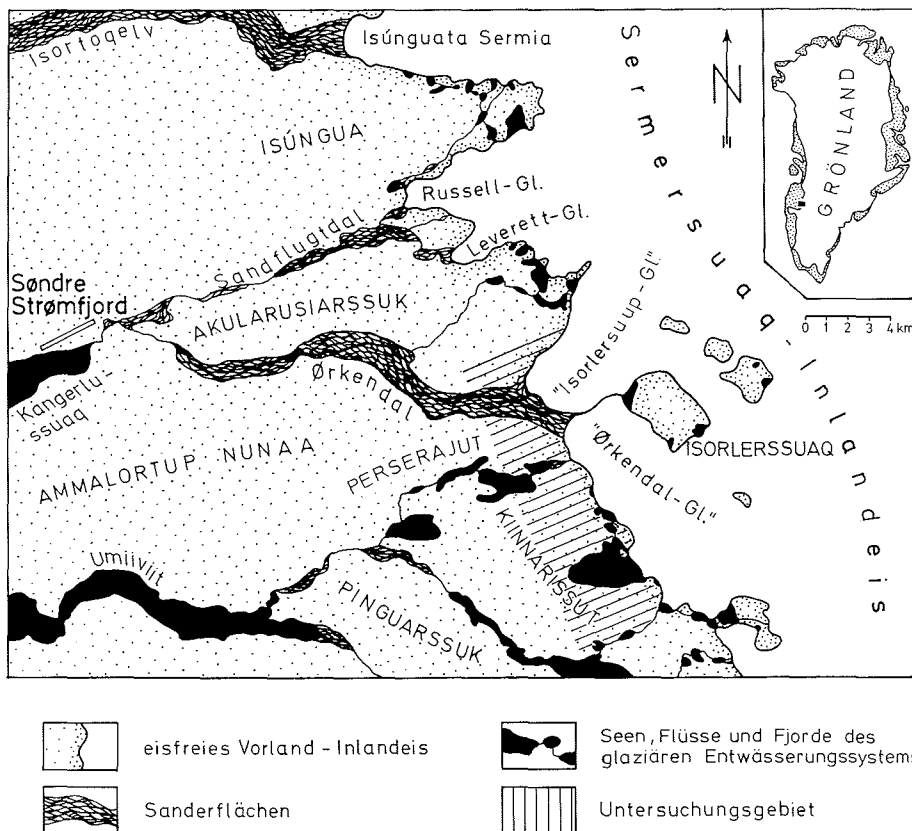 Isortoqelv
Isúnguata Sermia
Sermersuaq-Inlandeis
N
GRÖNLAND
ISÚNGUA
Russell-Gl.
Leverett-Gl.
Sandflugtdal
Søndre
Strømfjord
AKULARUSIARSSUK
"Isorlersuup-Gl."
0 1 2 3 4 km
Kangerlu-
ssuaq
Ørkendal
"Ørkendal-Gl."
ISORLERSSUAQ
AMMALORTUP NUNAA
PERSERAJUT
KINNARISSUT
Umiiviit
PINGUARSSUK
eisfreies Vorland - Inlandeis
Seen, Flüsse und Fjorde des
glaziären Entwässerungssystems
Sanderflächen
Untersuchungsgebiet